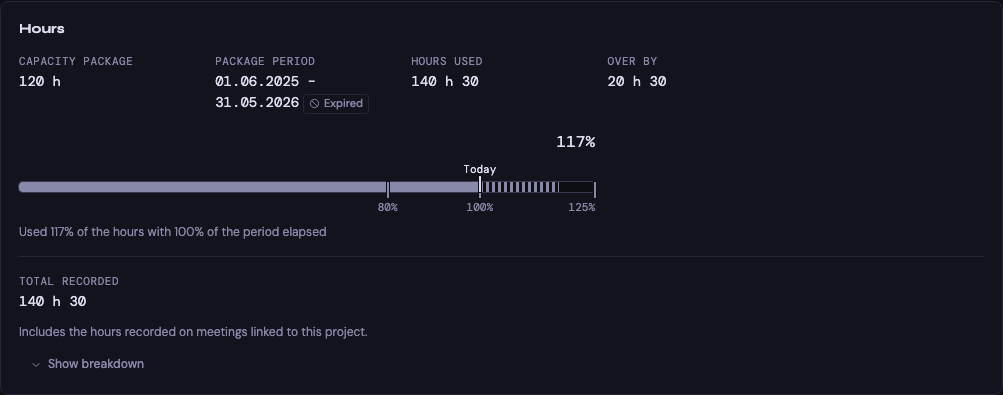 Hours
CAPACITY PACKAGE
120 h
PACKAGE PERIOD
01.06.2025 –
31.05.2026 Expired
HOURS USED
140 h 30
OVER BY
20 h 30
117%
Today
80% 100% 125%
Used 117% of the hours with 100% of the period elapsed
TOTAL RECORDED
140 h 30
Includes the hours recorded on meetings linked to this project.
Show breakdown